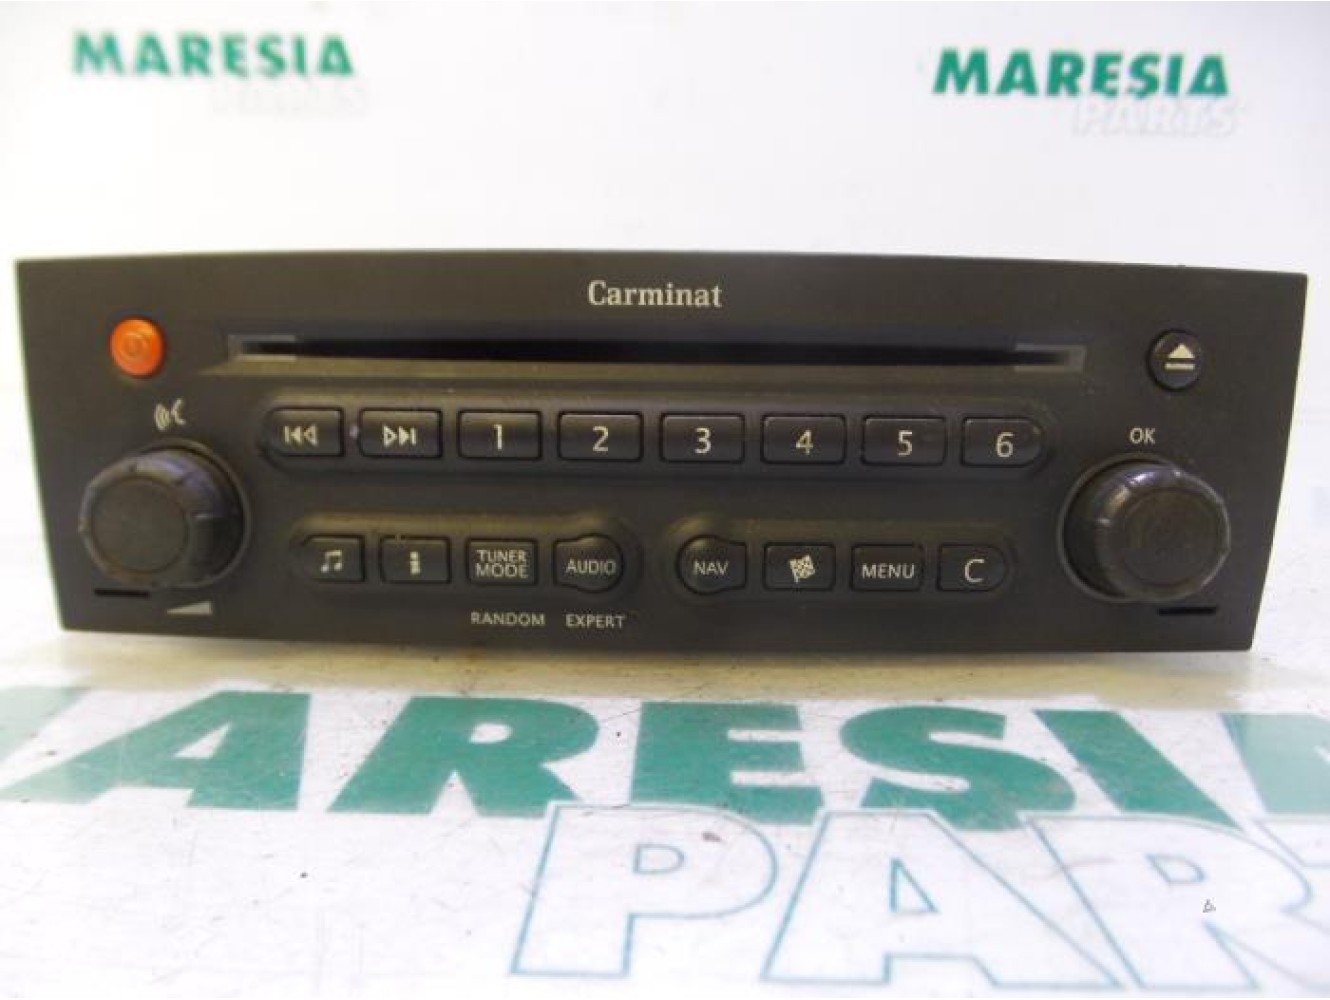 MARESIA
PARTS
MARESIA
PARTS
Carminat
1 2 3 4 5 6
OK
TUNER MODE
AUDIO
NAV
MENU
C
RANDOM EXPERT
ARESI
PAR